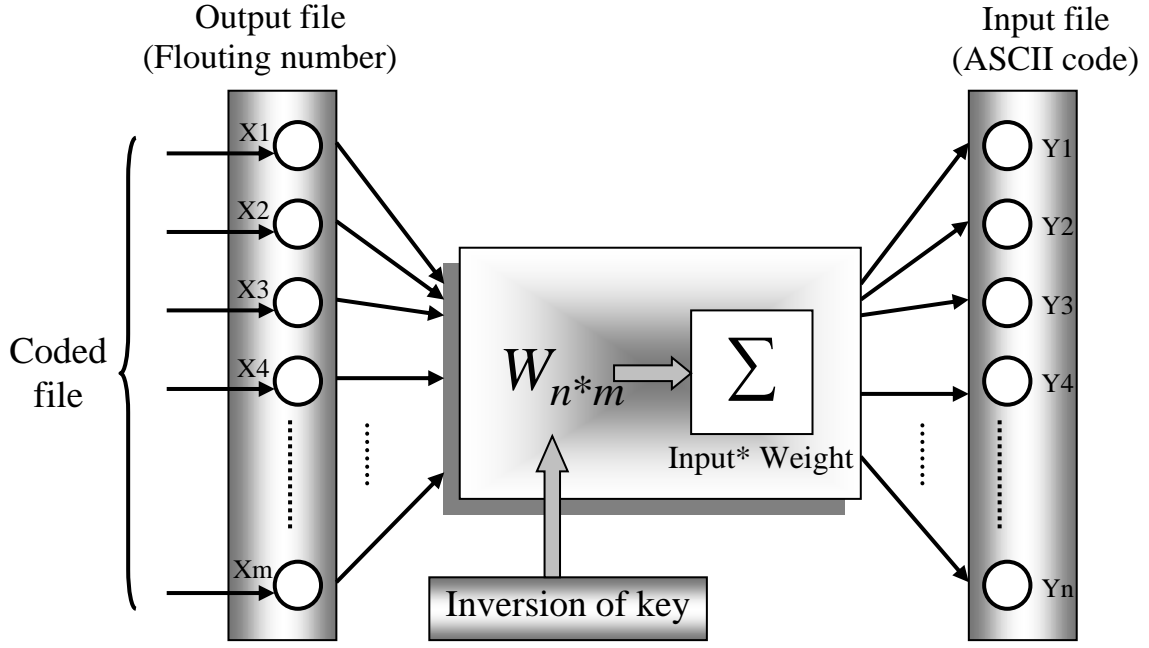 Output file
(Flouting number)
Input file
(ASCII code)
X1
X2
X3
X4
Xm
Coded
file
W n*m
Σ
Input* Weight
Inversion of key
Y1
Y2
Y3
Y4
Yn